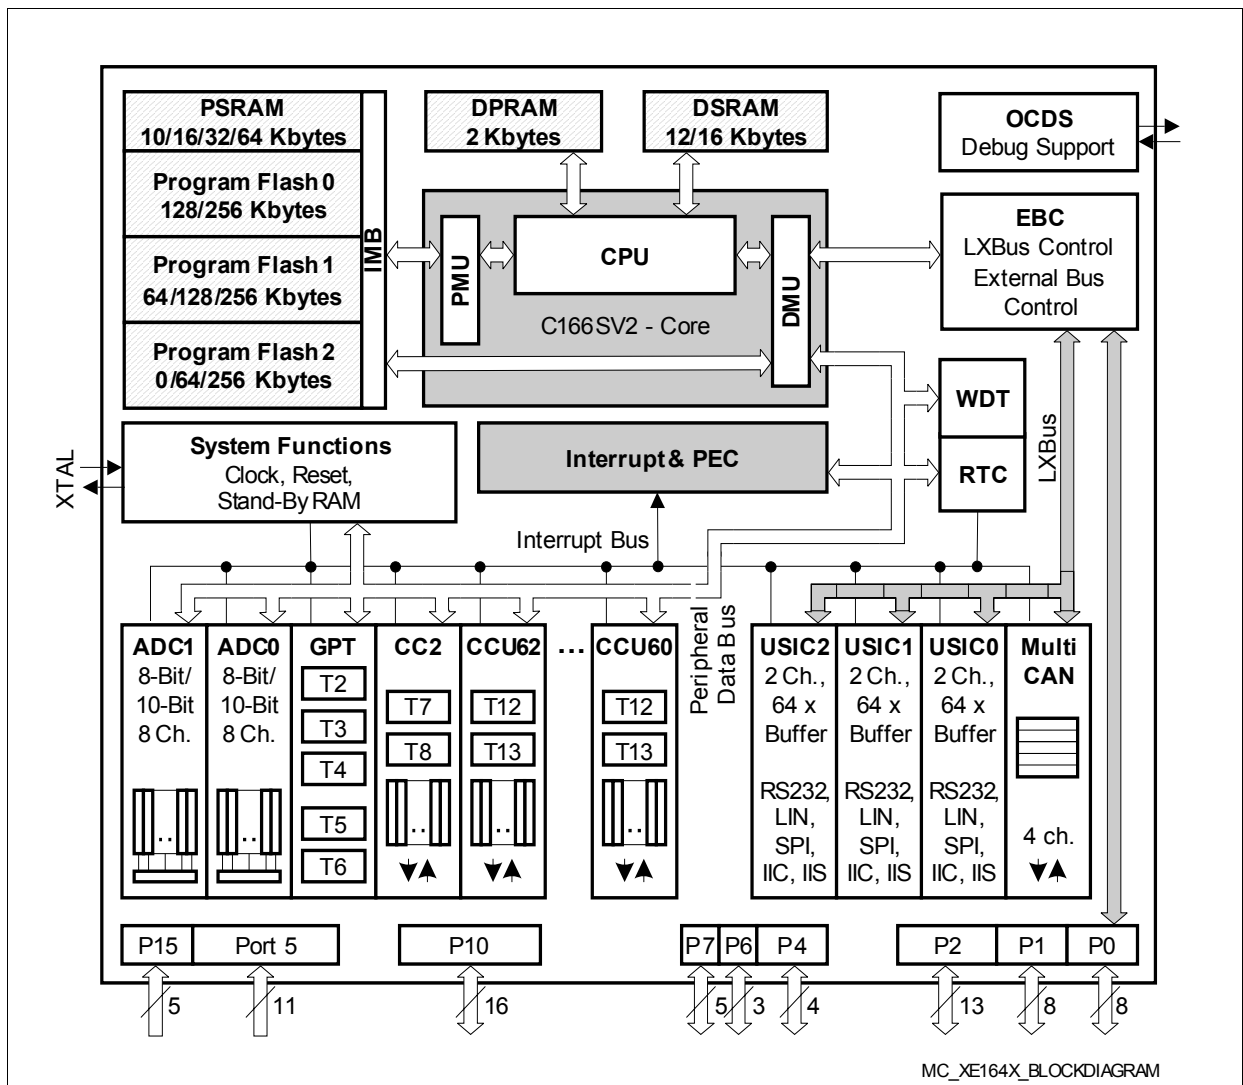 PSRAM
10/16/32/64 Kbytes
Program Flash 0
128/256 Kbytes
Program Flash 1
64/128/256 Kbytes
Program Flash 2
0/64/256 Kbytes
IMB
DPRAM
2 Kbytes
DSRAM
12/16 Kbytes
OCDS
Debug Support
PMU
CPU
DMU
C166SV2 - Core
EBC
LXBus Control
External Bus
Control
XTAL
System Functions
Clock, Reset,
Stand-By RAM
Interrupt & PEC
WDT
RTC
LXBus
Interrupt Bus
Peripheral
Data Bus
ADC1
8-Bit/
10-Bit
8 Ch.
ADC0
8-Bit/
10-Bit
8 Ch.
GPT
T2
T3
T4
T5
T6
CC2
T7
T8
CCU62
T12
T13
...
CCU60
T12
T13
USIC2
2 Ch.,
64 x
Buffer
RS232,
LIN,
SPI,
IIC, IIS
USIC1
2 Ch.,
64 x
Buffer
RS232,
LIN,
SPI,
IIC, IIS
USIC0
2 Ch.,
64 x
Buffer
RS232,
LIN,
SPI,
IIC, IIS
Multi
CAN
4 ch.
P15
Port 5
P10
P7
P6
P4
P2
P1
P0
5
11
16
5
3
4
13
8
8
MC_XE164X_BLOCKDIAGRAM